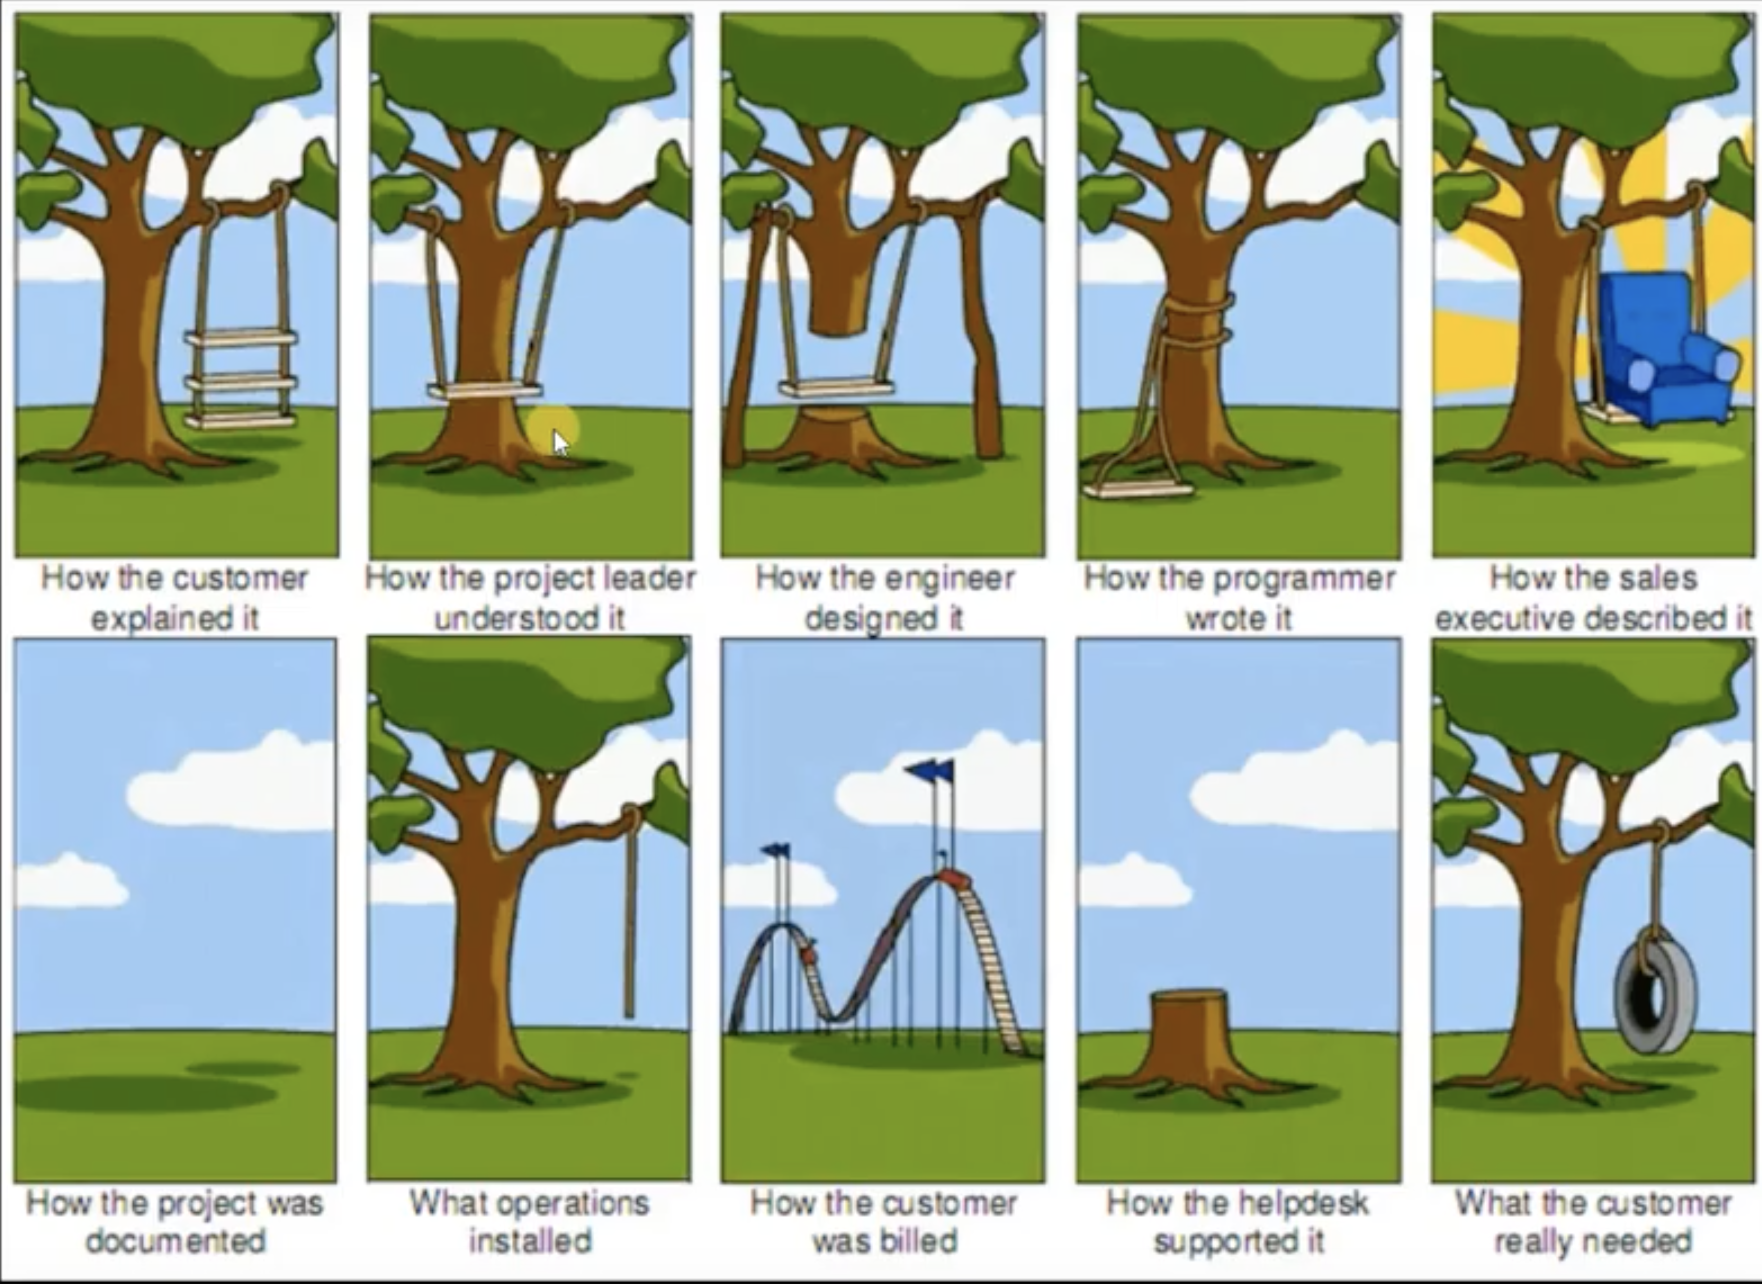 How the customer
explained it
How the project leader
understood it
How the engineer
designed it
How the programmer
wrote it
How the sales
executive described it
How the project was
documented
What operations
installed
How the customer
was billed
How the helpdesk
supported it
What the customer
really needed